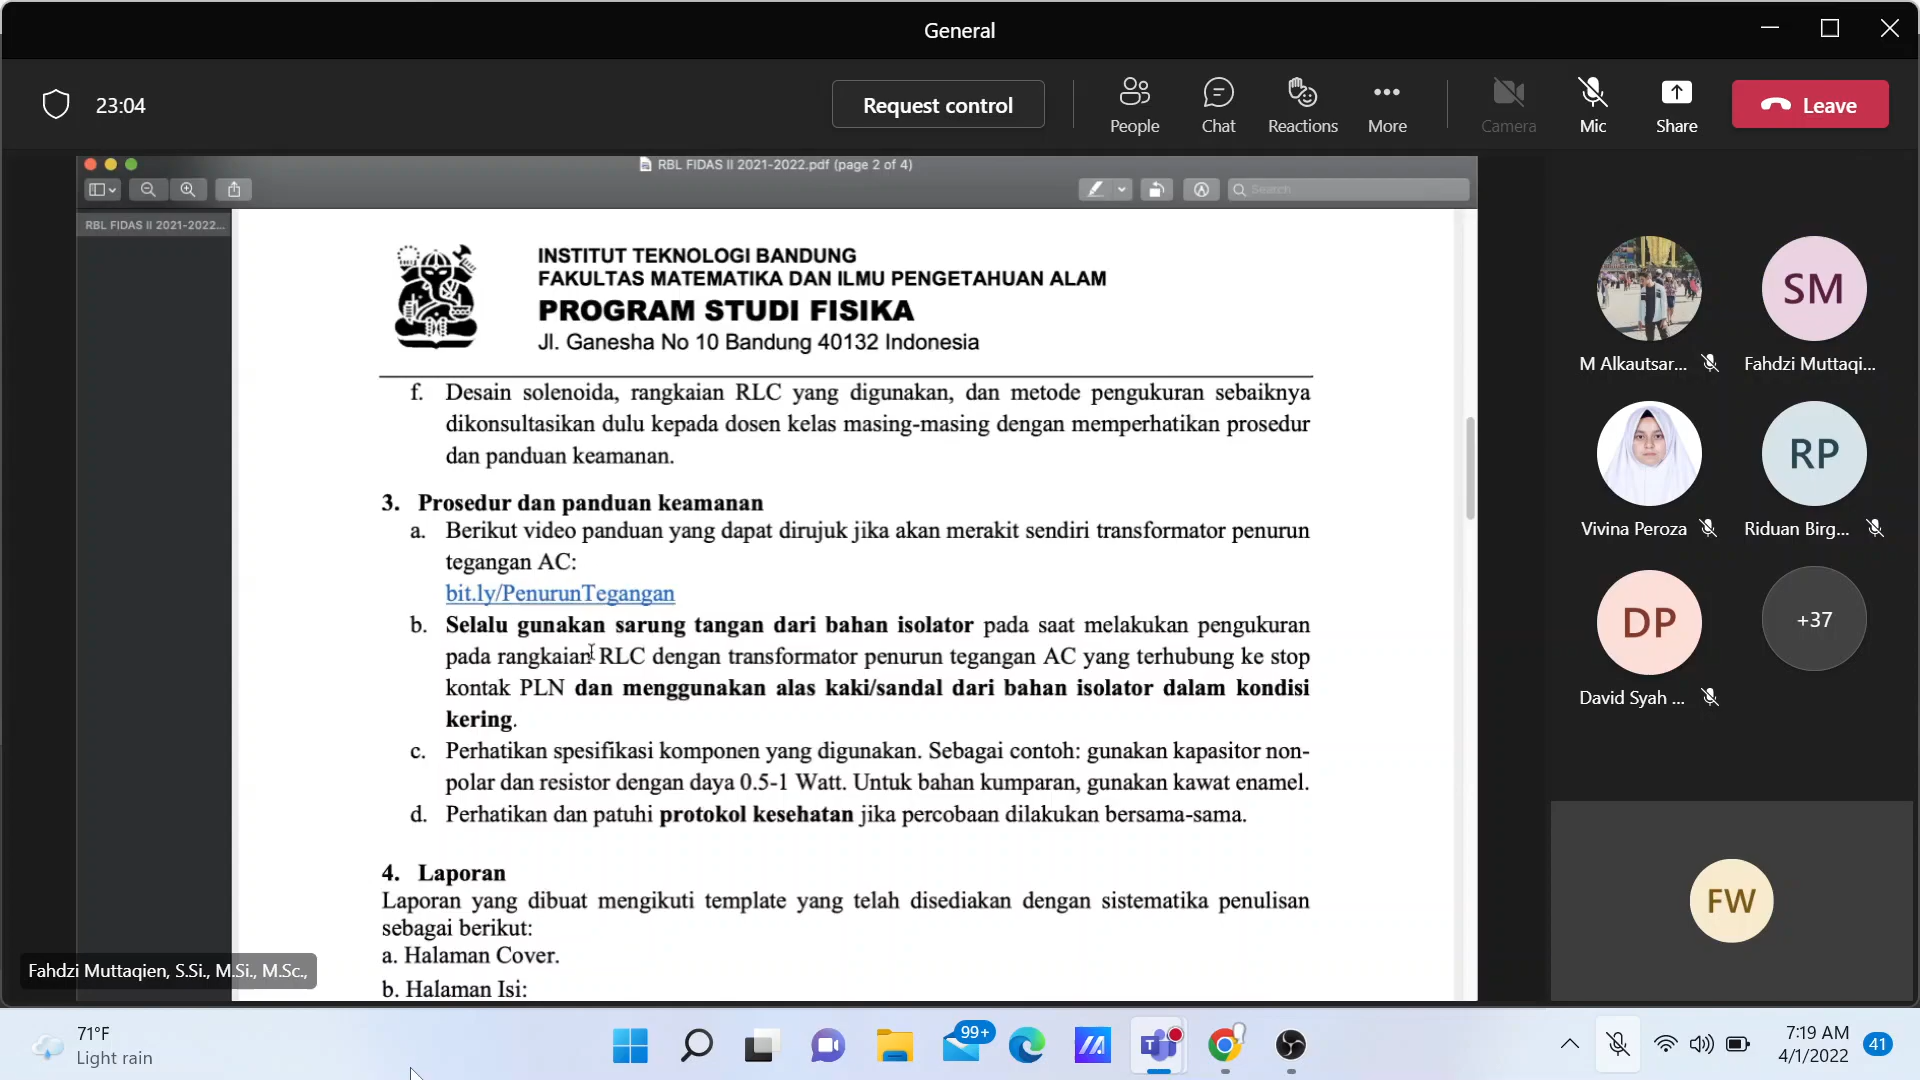 General
23:04
Request control
People
Chat
Reactions
More
Camera
Mic
Share
Leave
RBL FIDAS II 2021-2022.pdf (page 2 of 4)
Search
RBL FIDAS II 2021-2022...
INSTITUT TEKNOLOGI BANDUNG
FAKULTAS MATEMATIKA DAN ILMU PENGETAHUAN ALAM
PROGRAM STUDI FISIKA
Jl. Ganesha No 10 Bandung 40132 Indonesia
f. Desain solenoida, rangkaian RLC yang digunakan, dan metode pengukuran sebaiknya
dikonsultasikan dulu kepada dosen kelas masing-masing dengan memperhatikan prosedur
dan panduan keamanan.
3. Prosedur dan panduan keamanan
a. Berikut video panduan yang dapat dirujuk jika akan merakit sendiri transformator penurun
tegangan AC:
bit.ly/PenurunTegangan
b. Selalu gunakan sarung tangan dari bahan isolator pada saat melakukan pengukuran
pada rangkaian RLC dengan transformator penurun tegangan AC yang terhubung ke stop
kontak PLN dan menggunakan alas kaki/sandal dari bahan isolator dalam kondisi
kering.
c. Perhatikan spesifikasi komponen yang digunakan. Sebagai contoh: gunakan kapasitor non-
polar dan resistor dengan daya 0.5-1 Watt. Untuk bahan kumparan, gunakan kawat enamel.
d. Perhatikan dan patuhi protokol kesehatan jika percobaan dilakukan bersama-sama.
4. Laporan
Laporan yang dibuat mengikuti template yang telah disediakan dengan sistematika penulisan
sebagai berikut:
a. Halaman Cover.
b. Halaman Isi:
Fahdzi Muttaqien, S.Si., M.Si., M.Sc.,
M Alkautsar...
SM
Fahdzi Muttaqi...
Vivina Peroza
RP
Riduan Birg...
DP
David Syah ...
+37
FW
71°F
Light rain
99+
7:19 AM
4/1/2022
41